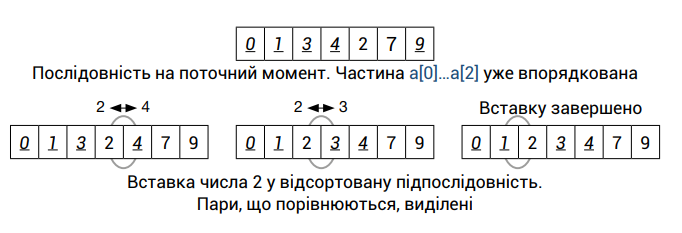 0 1 3 4 2 7 9
Послідовність на поточний момент. Частина a[0]...a[2] уже впорядкована
2 4 2 3 Вставку завершено
0 1 3 2 4 7 9 0 1 2 3 4 7 9 0 1 2 3 4 7 9
Вставка числа 2 у відсортовану підпослідовність.
Пари, що порівнюються, виділені